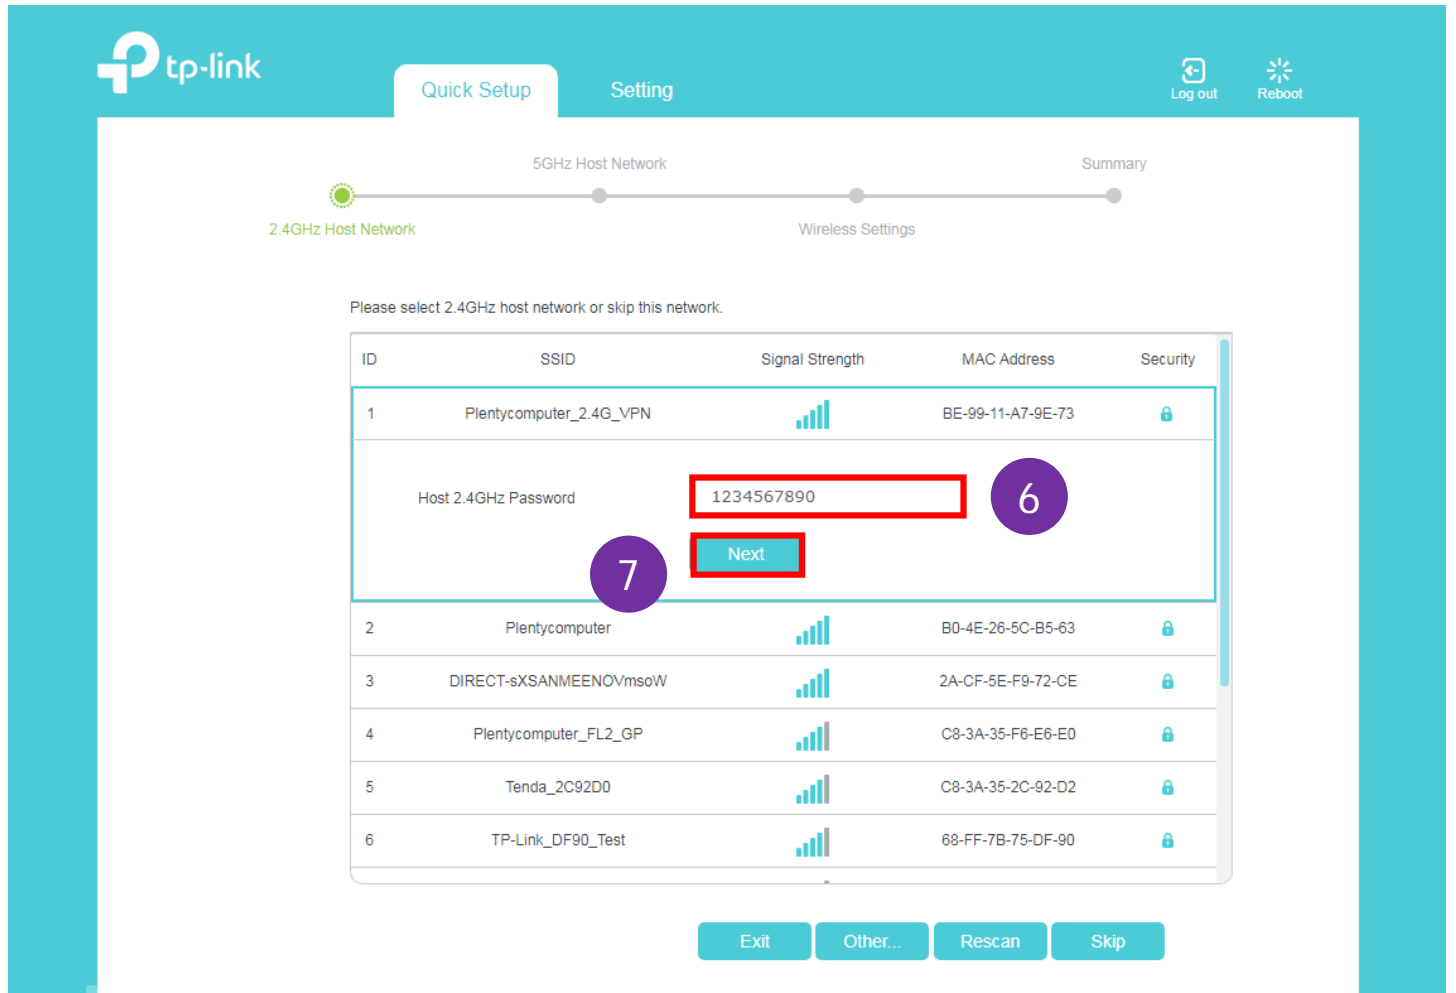 tp-link
Quick Setup Setting
Log out Reboot
5GHz Host Network Summary
2.4GHz Host Network Wireless Settings
Please select 2.4GHz host network or skip this network.
ID SSID Signal Strength MAC Address Security
1 Plentycomputer_2.4G_VPN BE-99-11-A7-9E-73
Host 2.4GHz Password 1234567890 6
7 Next
2 Plentycomputer B0-4E-26-5C-B5-63
3 DIRECT-sXSANMEENOVmsoW 2A-CF-5E-F9-72-CE
4 Plentycomputer_FL2_GP C8-3A-35-F6-E6-E0
5 Tenda_2C92D0 C8-3A-35-2C-92-D2
6 TP-Link_DF90_Test 68-FF-7B-75-DF-90
Exit Other... Rescan Skip